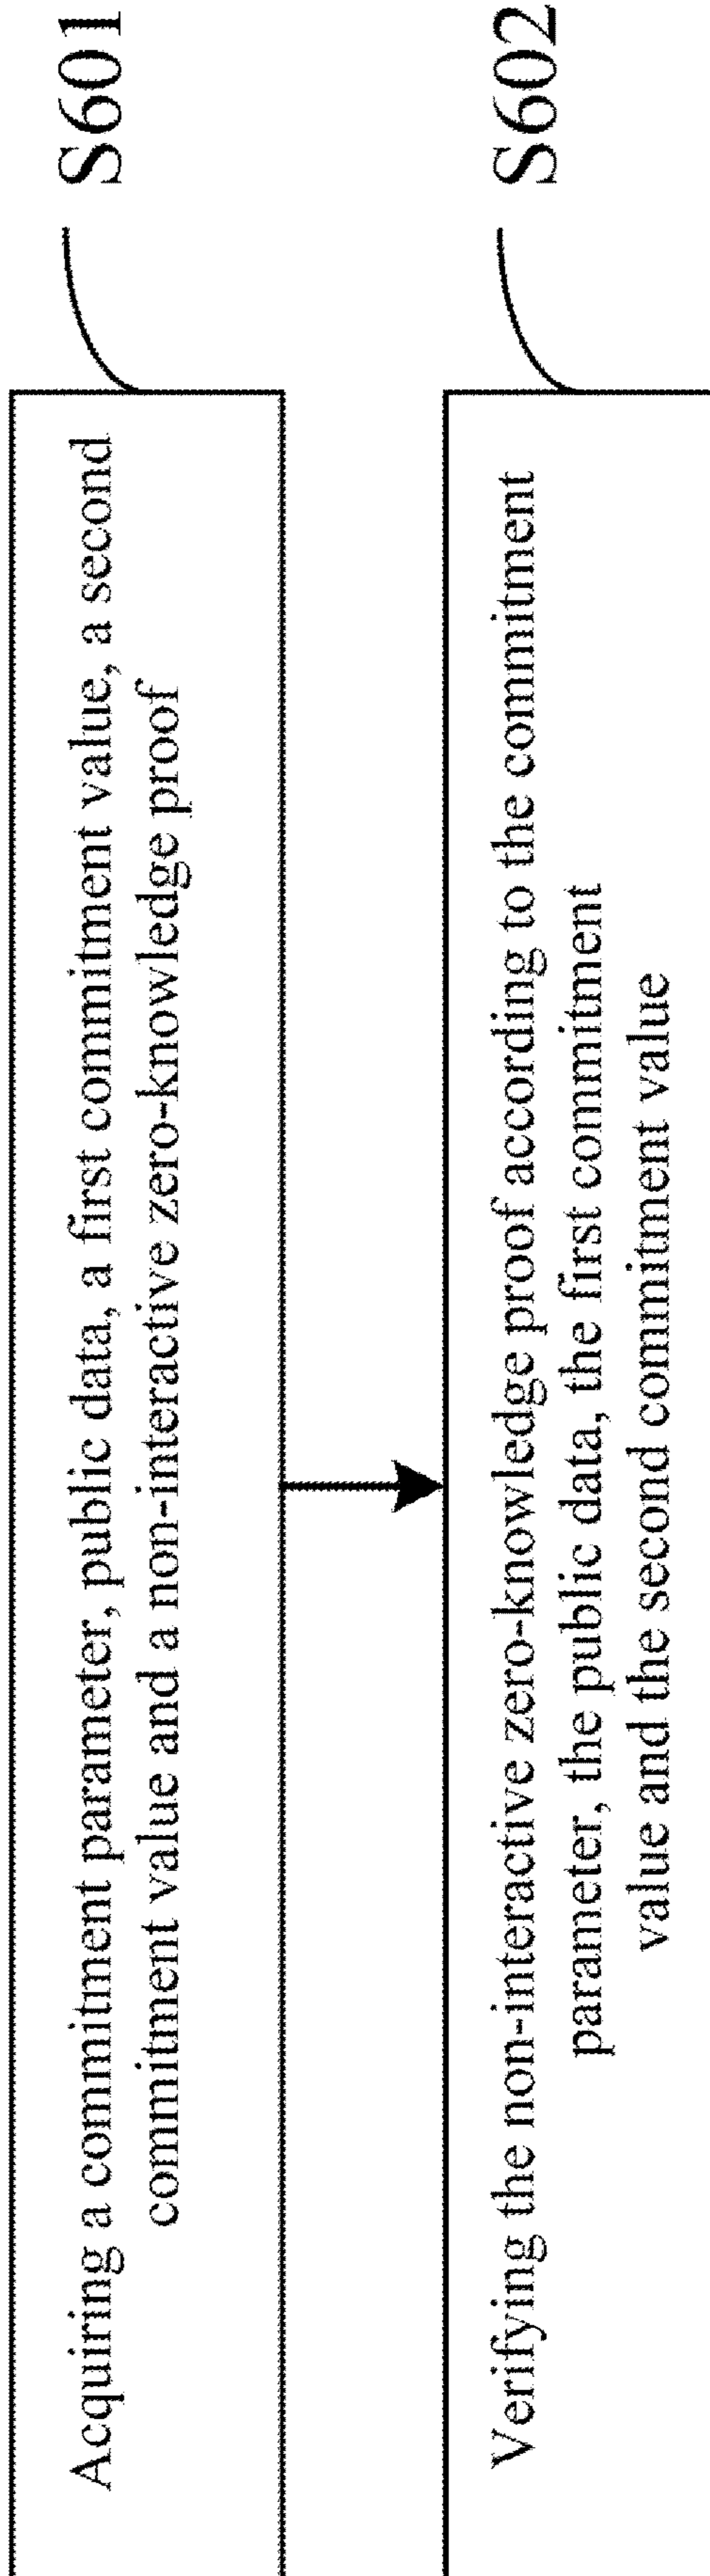 Acquiring a commitment parameter, public data, a first commitment value, a second
commitment value and a non-interactive zero-knowledge proof
S601
Verifying the non-interactive zero-knowledge proof according to the commitment
parameter, the public data, the first commitment
value and the second commitment value
S602